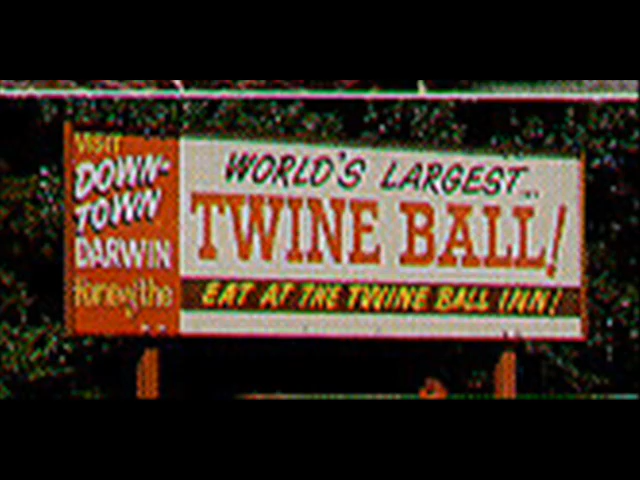 VISIT
DOWN-
TOWN
DARWIN
WORLD'S LARGEST...
TWINE BALL!
EAT AT THE TWINE BALL INN!